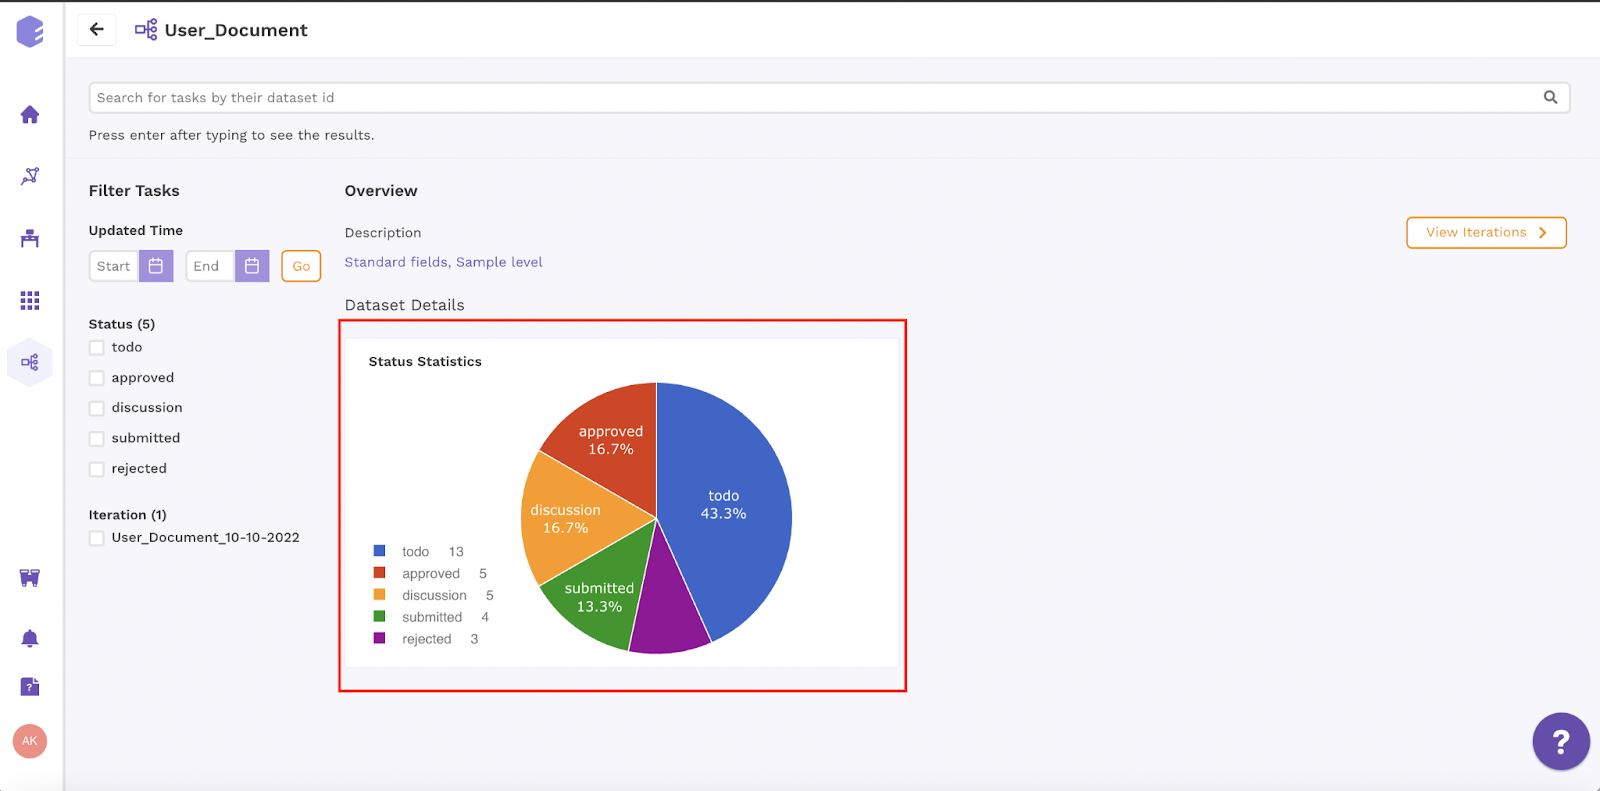 User_Document
Search for tasks by their dataset id
Press enter after typing to see the results.
Filter Tasks
Updated Time
Start
End
Go
Status (5)
todo
approved
discussion
submitted
rejected
Iteration (1)
User_Document_10-10-2022
Overview
Description
Standard fields, Sample level
View Iterations
Dataset Details
Status Statistics
approved
16.7%
todo
43.3%
discussion
16.7%
submitted
13.3%
todo 13
approved 5
discussion 5
submitted 4
rejected 3
?
AK
?